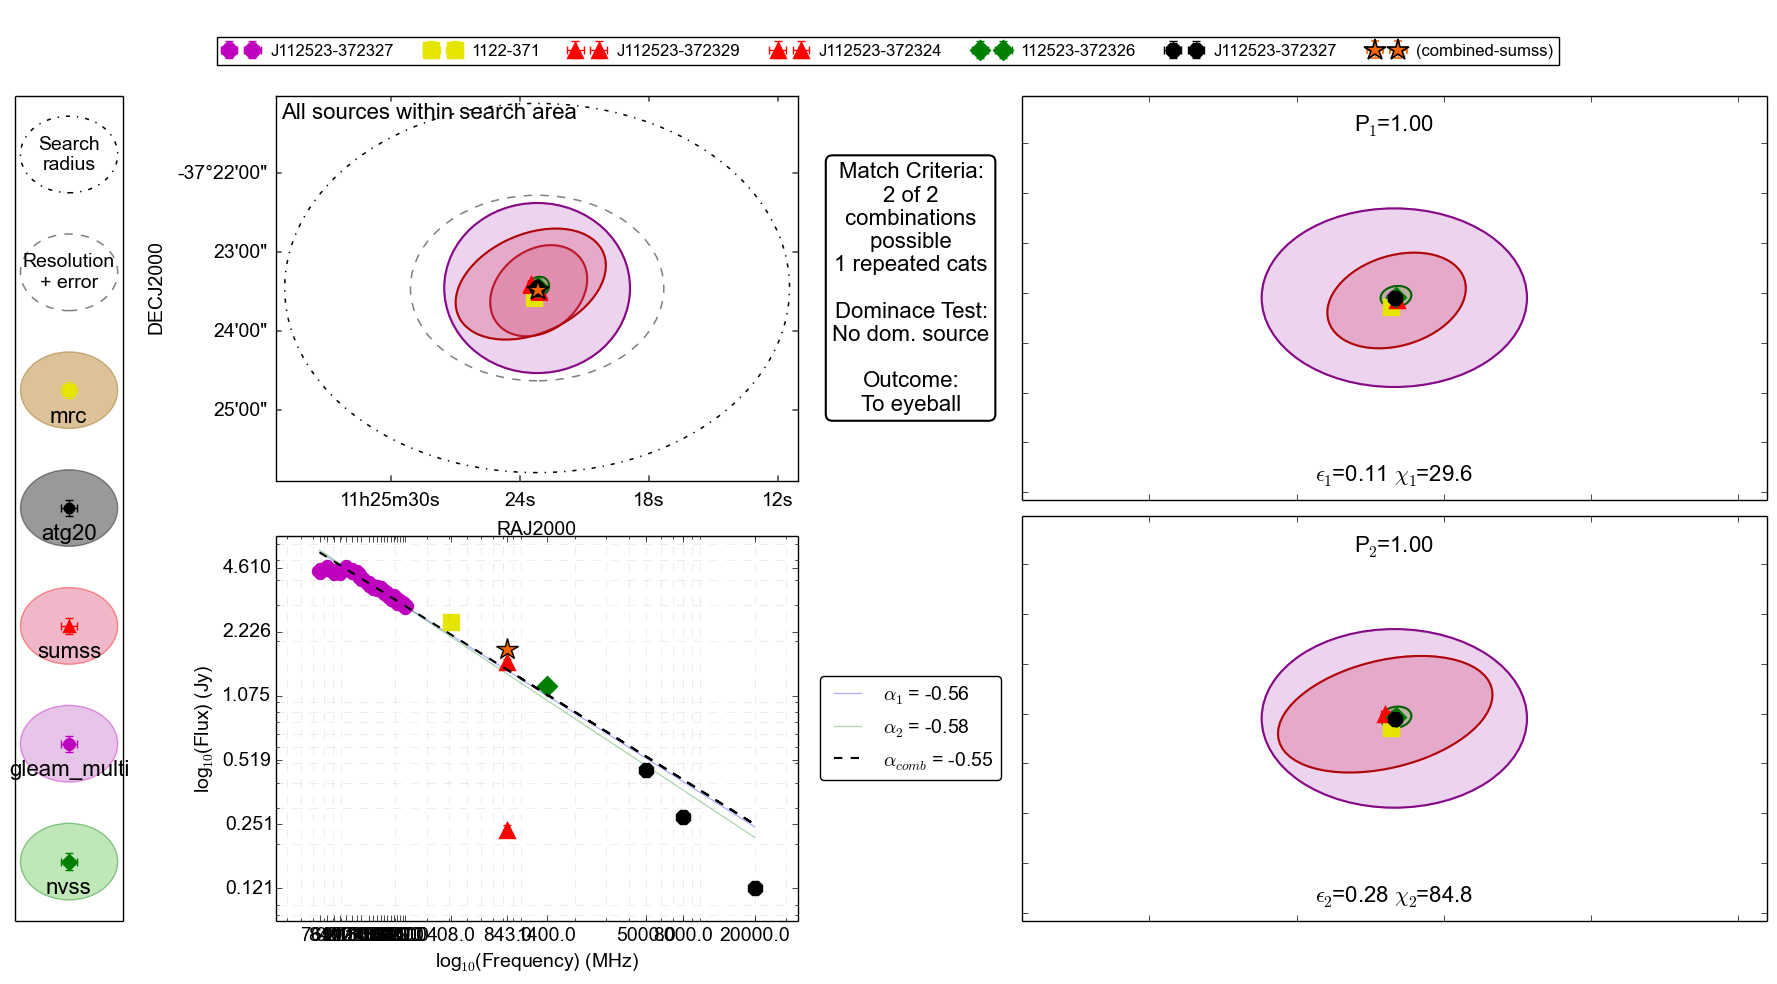 J112523-372327
1122-371
J112523-372329
J112523-372324
112523-372326
J112523-372327
(combined-sumss)
Search
radius
Resolution
+ error
mrc
atg20
sumss
gleam_multi
nvss
All sources within search area
DECJ2000
-37°22'00"
23'00"
24'00"
25'00"
11h25m30s
24s
18s
12s
RAJ2000
Match Criteria:
2 of 2
combinations
possible
1 repeated cats
Dominace Test:
No dom. source
Outcome:
To eyeball
P1=1.00
ϵ1=0.11 χ1=29.6
P2=1.00
ϵ2=0.28 χ2=84.8
log10(Flux) (Jy)
4.610
2.226
1.075
0.519
0.251
0.121
408.0
843.0
1400.0
5000.0
8000.0
20000.0
log10(Frequency) (MHz)
α1 = -0.56
α2 = -0.58
αcomb = -0.55